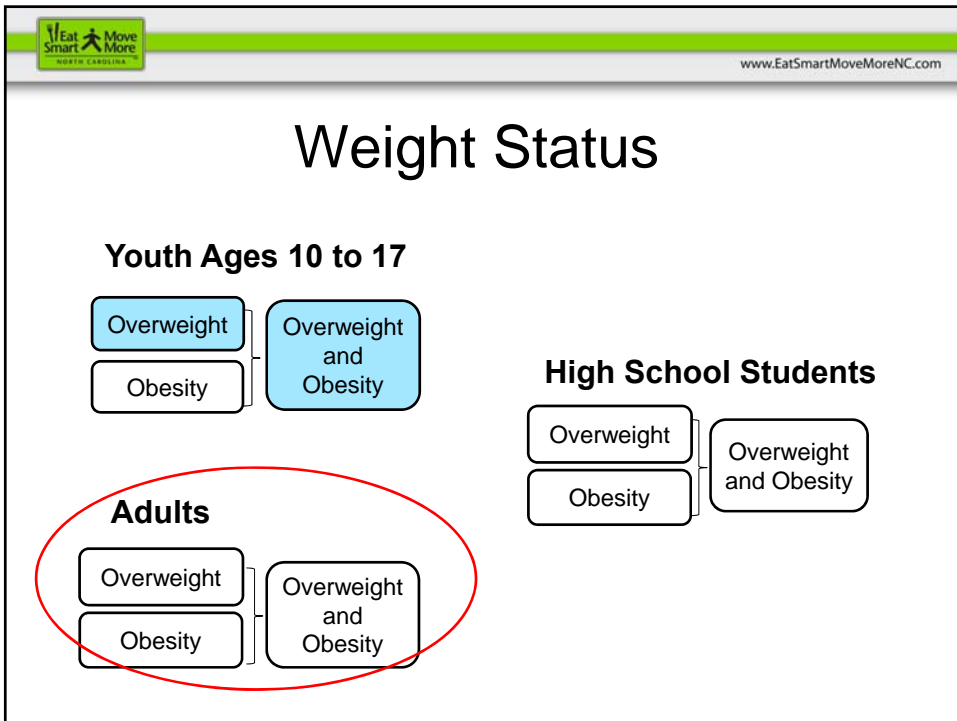 Eat Move
Smart More
NORTH CAROLINA
www.EatSmartMoveMoreNC.com
Weight Status
Youth Ages 10 to 17
Overweight
Obesity
Overweight
and
Obesity
High School Students
Overweight
Obesity
Overweight
and Obesity
Adults
Overweight
Obesity
Overweight
and
Obesity